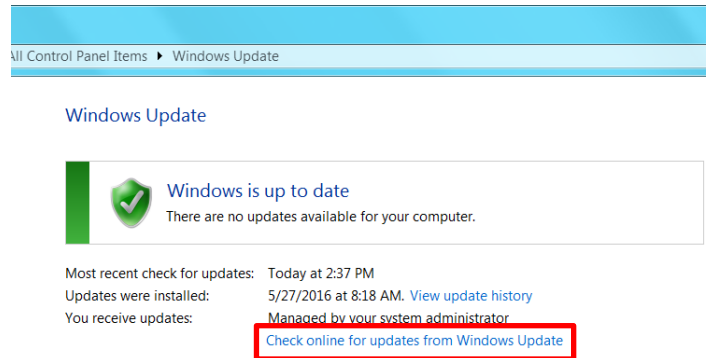 All Control Panel Items ▸ Windows Update
Windows Update
Windows is up to date
There are no updates available for your computer.
Most recent check for updates: Today at 2:37 PM
Updates were installed: 5/27/2016 at 8:18 AM. View update history
You receive updates: Managed by your system administrator
Check online for updates from Windows Update